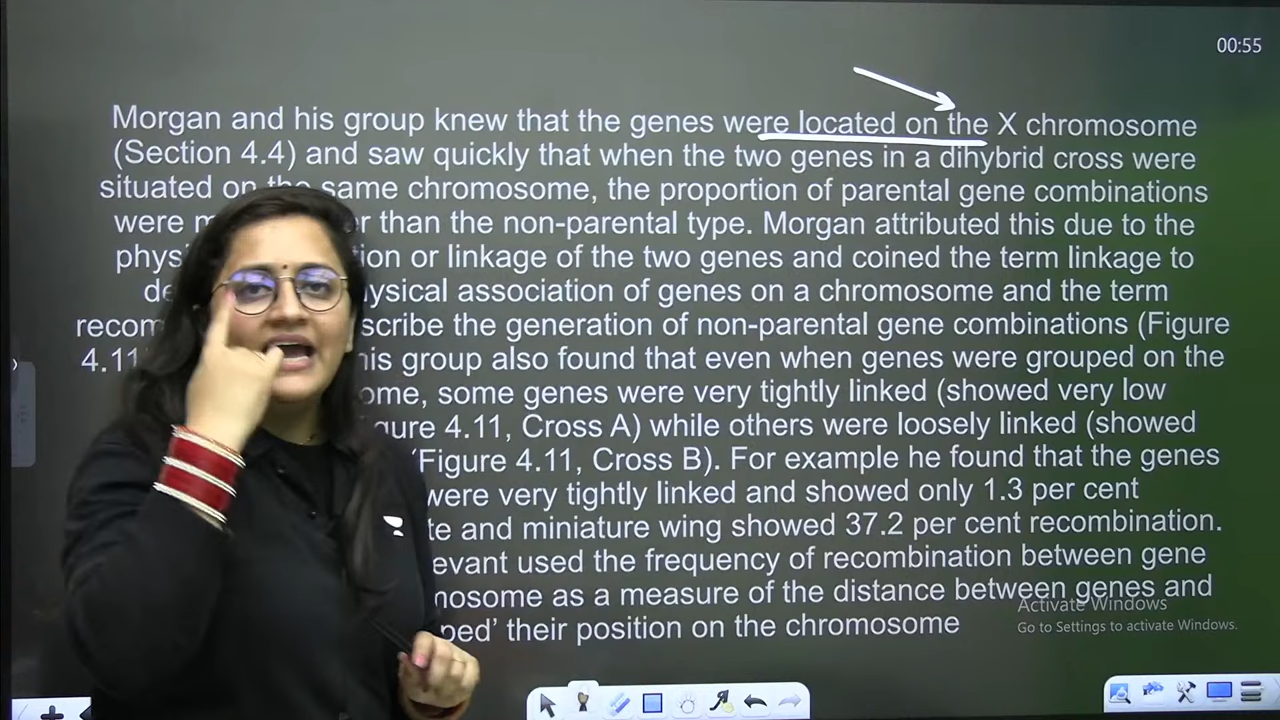 00:55
Morgan and his group knew that the genes were located on the X chromosome
(Section 4.4) and saw quickly that when the two genes in a dihybrid cross were
situated on the same chromosome, the proportion of parental gene combinations
were than the non-parental type. Morgan attributed this due to the
or linkage of the two genes and coined the term linkage to
association of genes on a chromosome and the term
the generation of non-parental gene combinations (Figure
4.11 his group also found that even when genes were grouped on the
some genes were very tightly linked (showed very low
4.11, Cross A) while others were loosely linked (showed
(Figure 4.11, Cross B). For example he found that the genes
were very tightly linked and showed only 1.3 per cent
and miniature wing showed 37.2 per cent recombination.
used the frequency of recombination between gene
as a measure of the distance between genes and
their position on the chromosome
Activate Windows
Go to Settings to activate Windows.